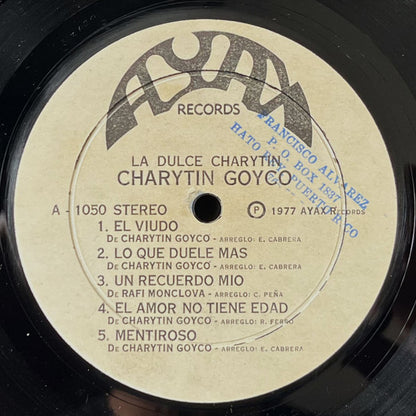 AYAX
RECORDS
FRANCISCO ALVAREZ
P. O. BOX 1837
HATO REY, PUERTO RICO
LA DULCE CHARYTIN
CHARYTIN GOYCO
A - 1050 STEREO
Ⓟ 1977 AYAX RECORDS
1. EL VIUDO
DE CHARYTIN GOYCO - ARREGLO: E. CABRERA
2. LO QUE DUELE MAS
DE CHARYTIN GOYCO - ARREGLO: E. CABRERA
3. UN RECUERDO MIO
DE RAFI MONCLOVA - ARREGLO: C. PEÑA
4. EL AMOR NO TIENE EDAD
DE CHARYTIN GOYCO - ARREGLO: R. FERRO
5. MENTIROSO
DE CHARYTIN GOYCO - ARREGLO: E. CABRERA